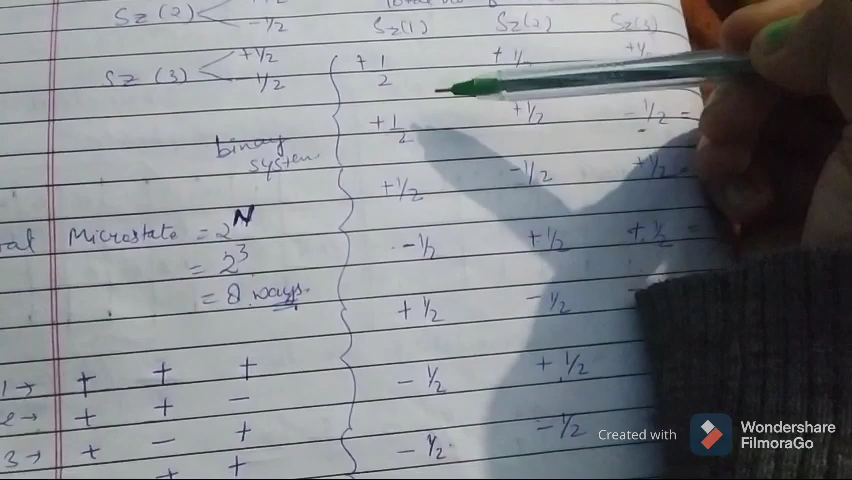 Sz(2) -1/2
Sz(1) Sz(2) Sz(3)
Sz(3) +1/2
1/2
+1/2 +1/2 +1/2
+1/2 +1/2 -1/2 =
binary system.
+1/2 -1/2 +1/2 =
Microstate = 2^N
-1/2 +1/2 +1/2 =
= 2^3
= 8 ways.
+1/2 -1/2 -
-1/2 +1/2
-1/2 -1/2
1→ + + +
2→ + + -
3→ + - +
+ +
Created with Wondershare FilmoraGo